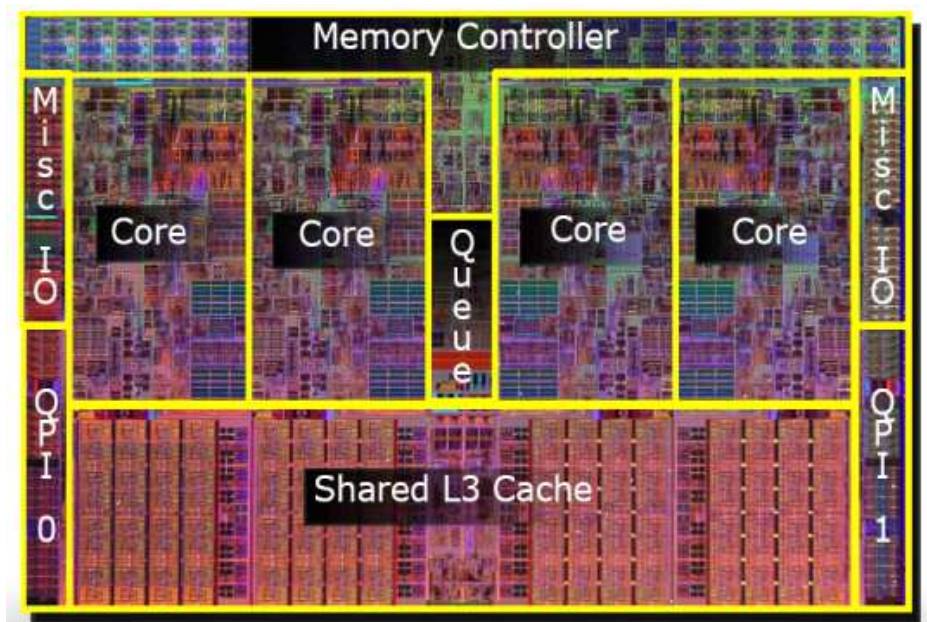 Memory Controller
Misc IO
Core
Core
Queue
Core
Core
Misc IO
QPI 0
Shared L3 Cache
QPI 1